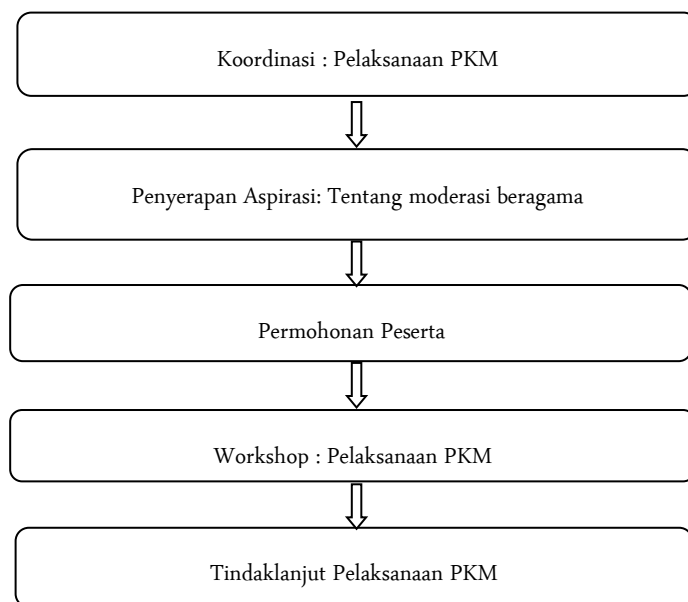 Koordinasi : Pelaksanaan PKM
Penyerapan Aspirasi: Tentang moderasi beragama
Permohonan Peserta
Workshop : Pelaksanaan PKM
Tindaklanjut Pelaksanaan PKM